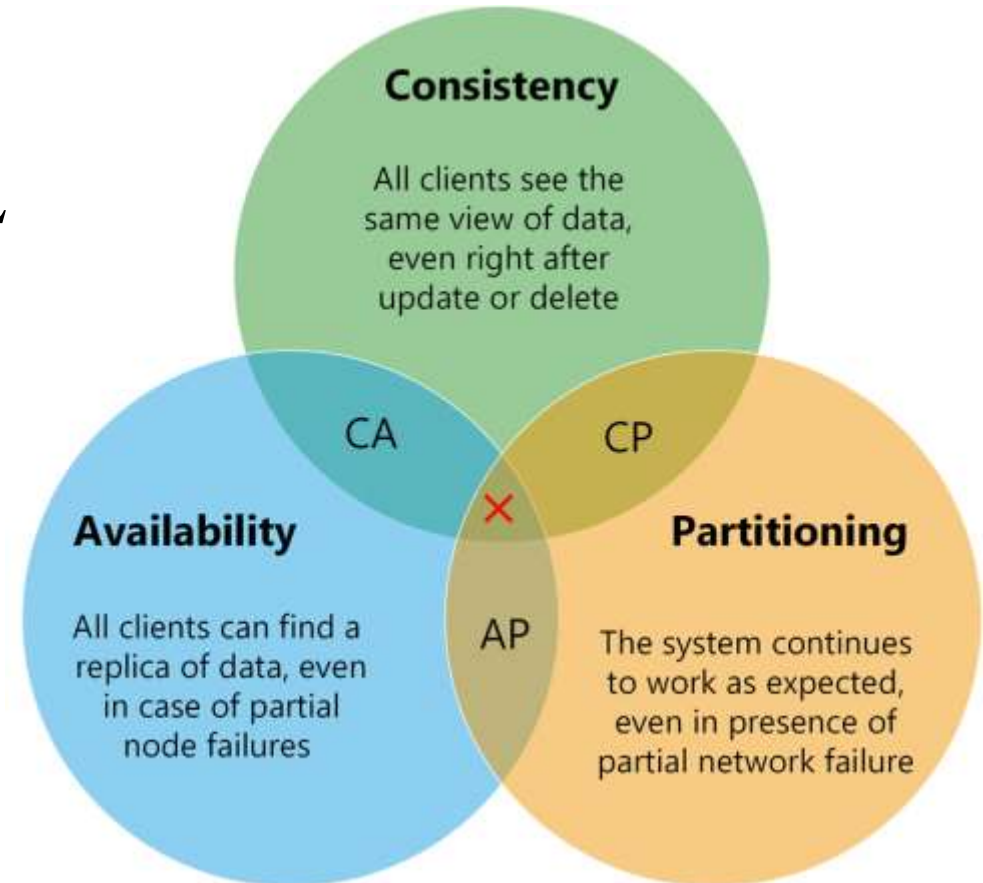 Consistency
All clients see the
same view of data,
even right after
update or delete
CA
CP
Availability
All clients can find a
replica of data, even
in case of partial
node failures
AP
Partitioning
The system continues
to work as expected,
even in presence of
partial network failure